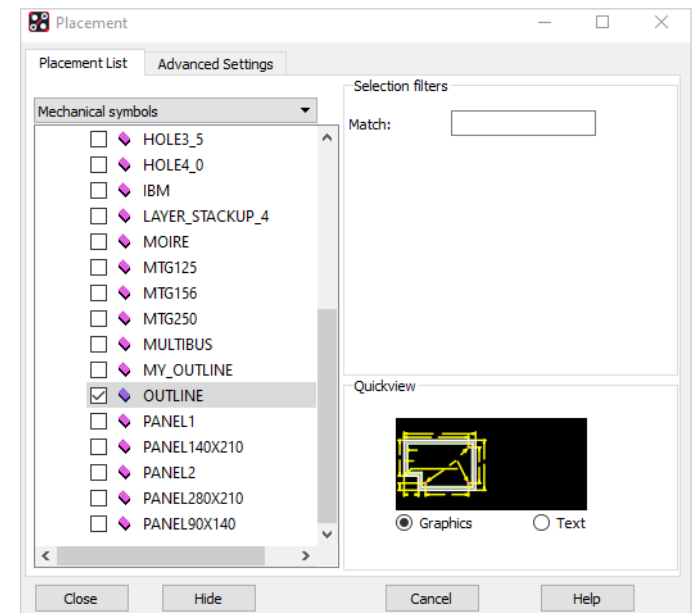 Placement
Placement List
Advanced Settings
Mechanical symbols
HOLE3_5
HOLE4_0
IBM
LAYER_STACKUP_4
MOIRE
MTG125
MTG156
MTG250
MULTIBUS
MY_OUTLINE
OUTLINE
PANEL1
PANEL140X210
PANEL2
PANEL280X210
PANEL90X140
Selection filters
Match:
Quickview
Graphics
Text
Close
Hide
Cancel
Help